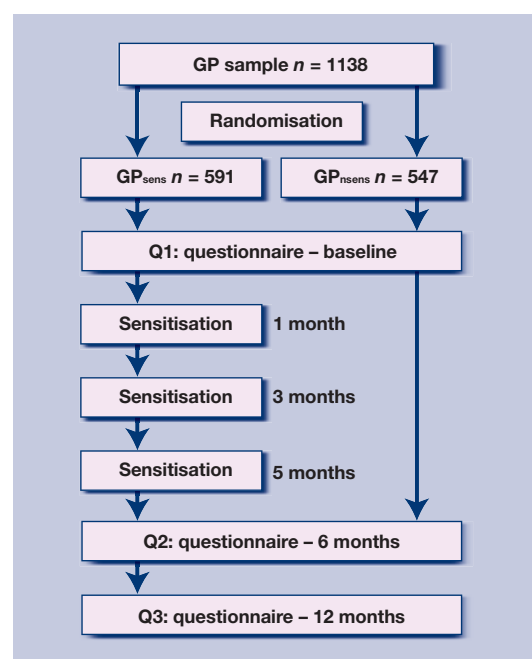 GP sample n = 1138
Randomisation
GPsens n = 591
GPnsens n = 547
Q1: questionnaire – baseline
Sensitisation
1 month
Sensitisation
3 months
Sensitisation
5 months
Q2: questionnaire – 6 months
Q3: questionnaire – 12 months